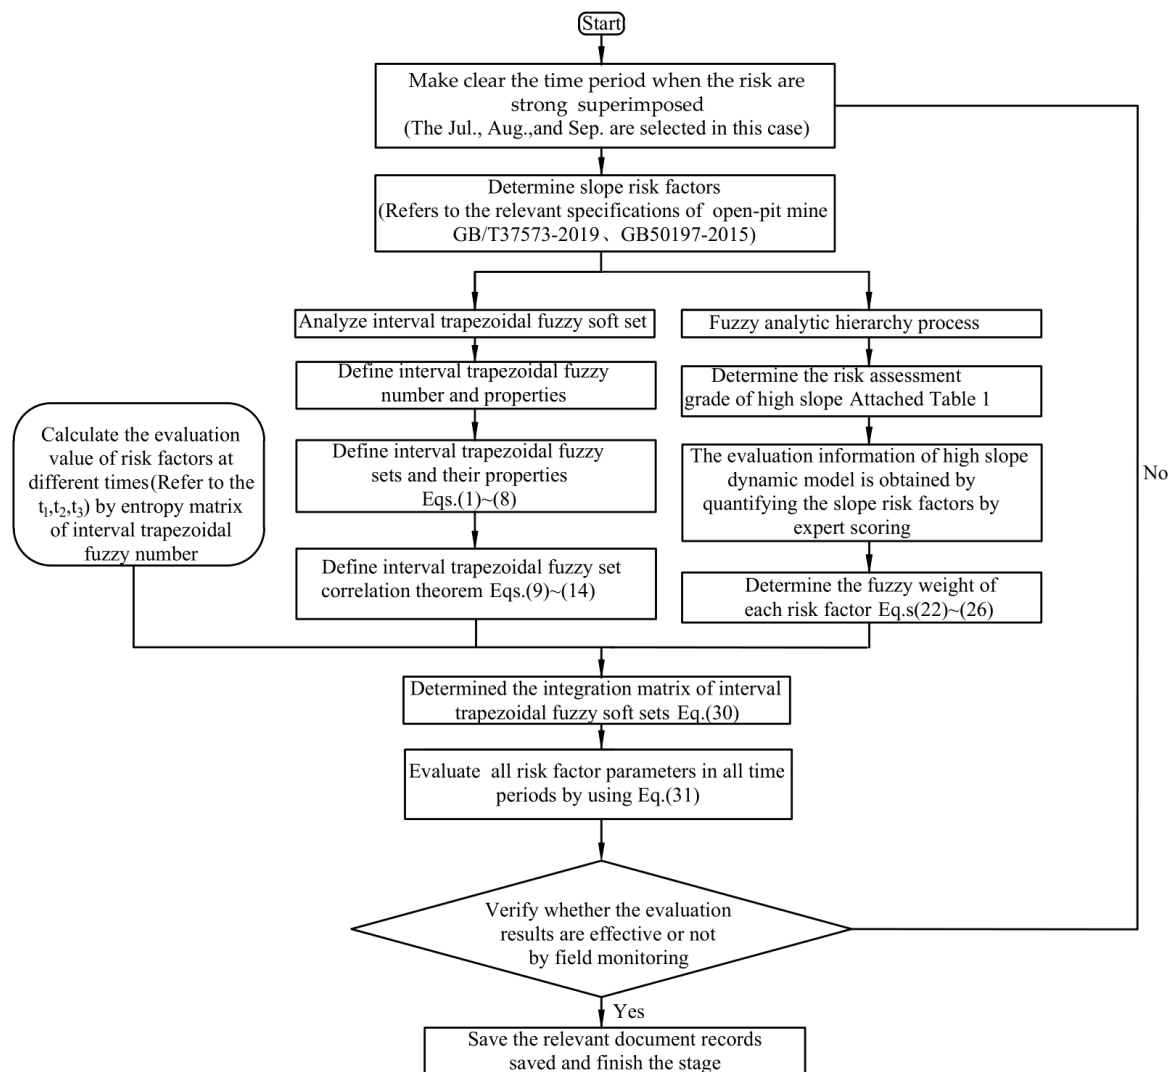 Start
Make clear the time period when the risk are
strong superimposed
(The Jul., Aug.,and Sep. are selected in this case)
Determine slope risk factors
(Refers to the relevant specifications of open-pit mine
GB/T37573-2019、GB50197-2015)
Analyze interval trapezoidal fuzzy soft set
Define interval trapezoidal fuzzy
number and properties
Define interval trapezoidal fuzzy
sets and their properties
Eqs.(1)~(8)
Define interval trapezoidal fuzzy set
correlation theorem Eqs.(9)~(14)
Fuzzy analytic hierarchy process
Determine the risk assessment
grade of high slope Attached Table 1
The evaluation information of high slope
dynamic model is obtained by
quantifying the slope risk factors by
expert scoring
Determine the fuzzy weight of
each risk factor Eq.s(22)~(26)
Calculate the evaluation
value of risk factors at
different times(Refer to the
t₁,t₂,t₃) by entropy matrix
of interval trapezoidal
fuzzy number
No
Determined the integration matrix of interval
trapezoidal fuzzy soft sets Eq.(30)
Evaluate all risk factor parameters in all time
periods by using Eq.(31)
Verify whether the evaluation
results are effective or not
by field monitoring
Yes
Save the relevant document records
saved and finish the stage